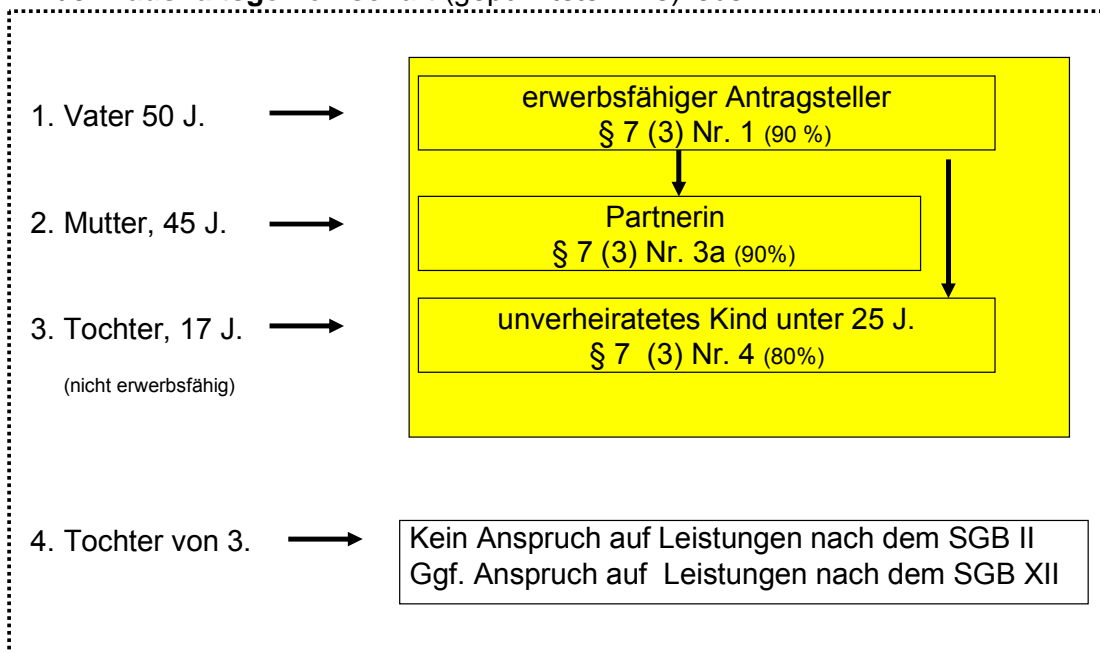 (gepunktete
1. Vater 50 J.
erwerbsfähiger Antragsteller
§ 7 (3) Nr. 1 (90 %)
2. Mutter, 45 J.
Partnerin
§ 7 (3) Nr. 3a (90%)
3. Tochter, 17 J.
(nicht erwerbsfähig)
unverheiratetes Kind unter 25 J.
§ 7 (3) Nr. 4 (80%)
4. Tochter von 3.
Kein Anspruch auf Leistungen nach dem SGB II
Ggf. Anspruch auf Leistungen nach dem SGB XII